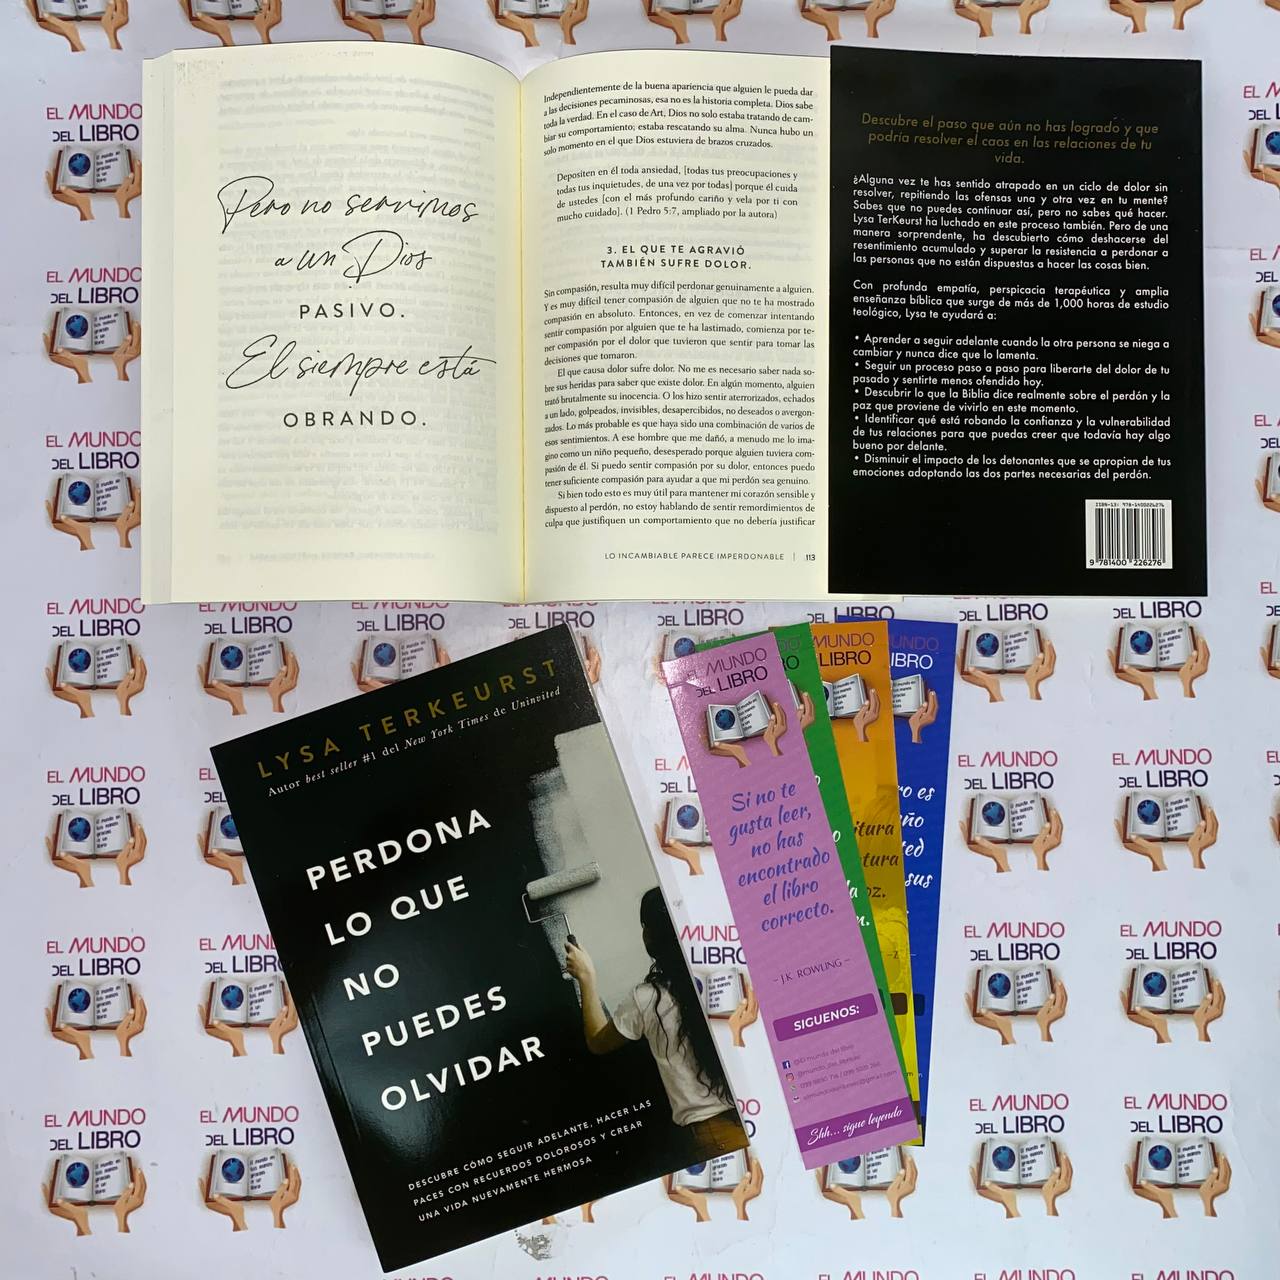 Pero no servimos
a un Dios
PASIVO.
El siempre está
OBRANDO.
Independientemente de la buena apariencia que alguien le pueda dar
a las decisiones pecaminosas, esa no es la historia completa. Dios sabe
toda la verdad. En el caso de Art, Dios no solo estaba tratando de cam-
biar su comportamiento; estaba rescatando su alma. Nunca hubo un
solo momento en el que Dios estuviera de brazos cruzados.
Depositen en él toda ansiedad, [todas tus preocupaciones y
todas tus inquietudes, de una vez por todas] porque él cuida
de ustedes [con el más profundo cariño y vela por ti con
mucho cuidado]. (1 Pedro 5:7, ampliado por la autora)
3. EL QUE TE AGRAVIÓ
TAMBIÉN SUFRE DOLOR.
Sin compasión, resulta muy difícil perdonar genuinamente a alguien.
Y es muy difícil tener compasión de alguien que no te ha mostrado
compasión en absoluto. Entonces, en vez de comenzar intentando
sentir compasión por alguien que te ha lastimado, comienza por te-
ner compasión por el dolor que tuvieron que sentir para tomar las
decisiones que tomaron.
El que causa dolor sufre dolor. No me es necesario saber nada so-
bre sus heridas para saber que existe dolor. En algún momento, alguien
trató brutalmente su inocencia. O los hizo sentir aterrorizados, echados
a un lado, golpeados, invisibles, desapercibidos, no deseados o avergon-
zados. Lo más probable es que haya sido una combinación de varios de
esos sentimientos. A ese hombre que me dañó, a menudo me lo ima-
gino como un niño pequeño, desesperado porque alguien tuviera com-
pasión de él. Si puedo sentir compasión por su dolor, entonces puedo
tener suficiente compasión para ayudar a que mi perdón sea genuino.
Si bien todo esto es muy útil para mantener mi corazón sensible y
dispuesto al perdón, no estoy hablando de sentir remordimientos de
culpa que justifiquen un comportamiento que no debería justificar
LO INCAMBIABLE PARECE IMPERDONABLE | 113
Descubre el paso que aún no has logrado y que
podría resolver el caos en las relaciones de tu
vida.
¿Alguna vez te has sentido atrapado en un ciclo de dolor sin
resolver, repitiendo las ofensas una y otra vez en tu mente?
Sabes que no puedes continuar así, pero no sabes qué hacer.
Lysa TerKeurst ha luchado en este proceso también. Pero de una
manera sorprendente, ha descubierto cómo deshacerse del
resentimiento acumulado y superar la resistencia a perdonar a
las personas que no están dispuestas a hacer las cosas bien.
Con profunda empatía, perspicacia terapéutica y amplia
enseñanza bíblica que surge de más de 1,000 horas de estudio
teológico, Lysa te ayudará a:
• Aprender a seguir adelante cuando la otra persona se niega a
cambiar y nunca dice que lo lamenta.
• Seguir un proceso paso a paso para liberarte del dolor de tu
pasado y sentirte menos ofendido hoy.
• Descubrir lo que la Biblia dice realmente sobre el perdón y la
paz que proviene de vivirlo en este momento.
• Identificar qué está robando la confianza y la vulnerabilidad
de tus relaciones para que puedas creer que todavía hay algo
bueno por delante.
• Disminuir el impacto de los detonantes que se apropian de tus
emociones adoptando las dos partes necesarias del perdón.
ISBN-13: 978-1400226276
9 781400 226276
LYSA TERKEURST
Autor best seller #1 del New York Times de Uninvited
PERDONA
LO QUE
NO
PUEDES
OLVIDAR
DESCUBRE CÓMO SEGUIR ADELANTE, HACER LAS
PACES CON RECUERDOS DOLOROSOS Y CREAR
UNA VIDA NUEVAMENTE HERMOSA
EL MUNDO
DEL LIBRO
Si no te
gusta leer,
no has
encontrado
el libro
correcto.
~ J.K. ROWLING ~
SIGUENOS:
@El mundo del libro
Shh... sigue leyendo
EL MUNDO
DEL LIBRO
El mundo en
tus manos
gracias
a un
libro